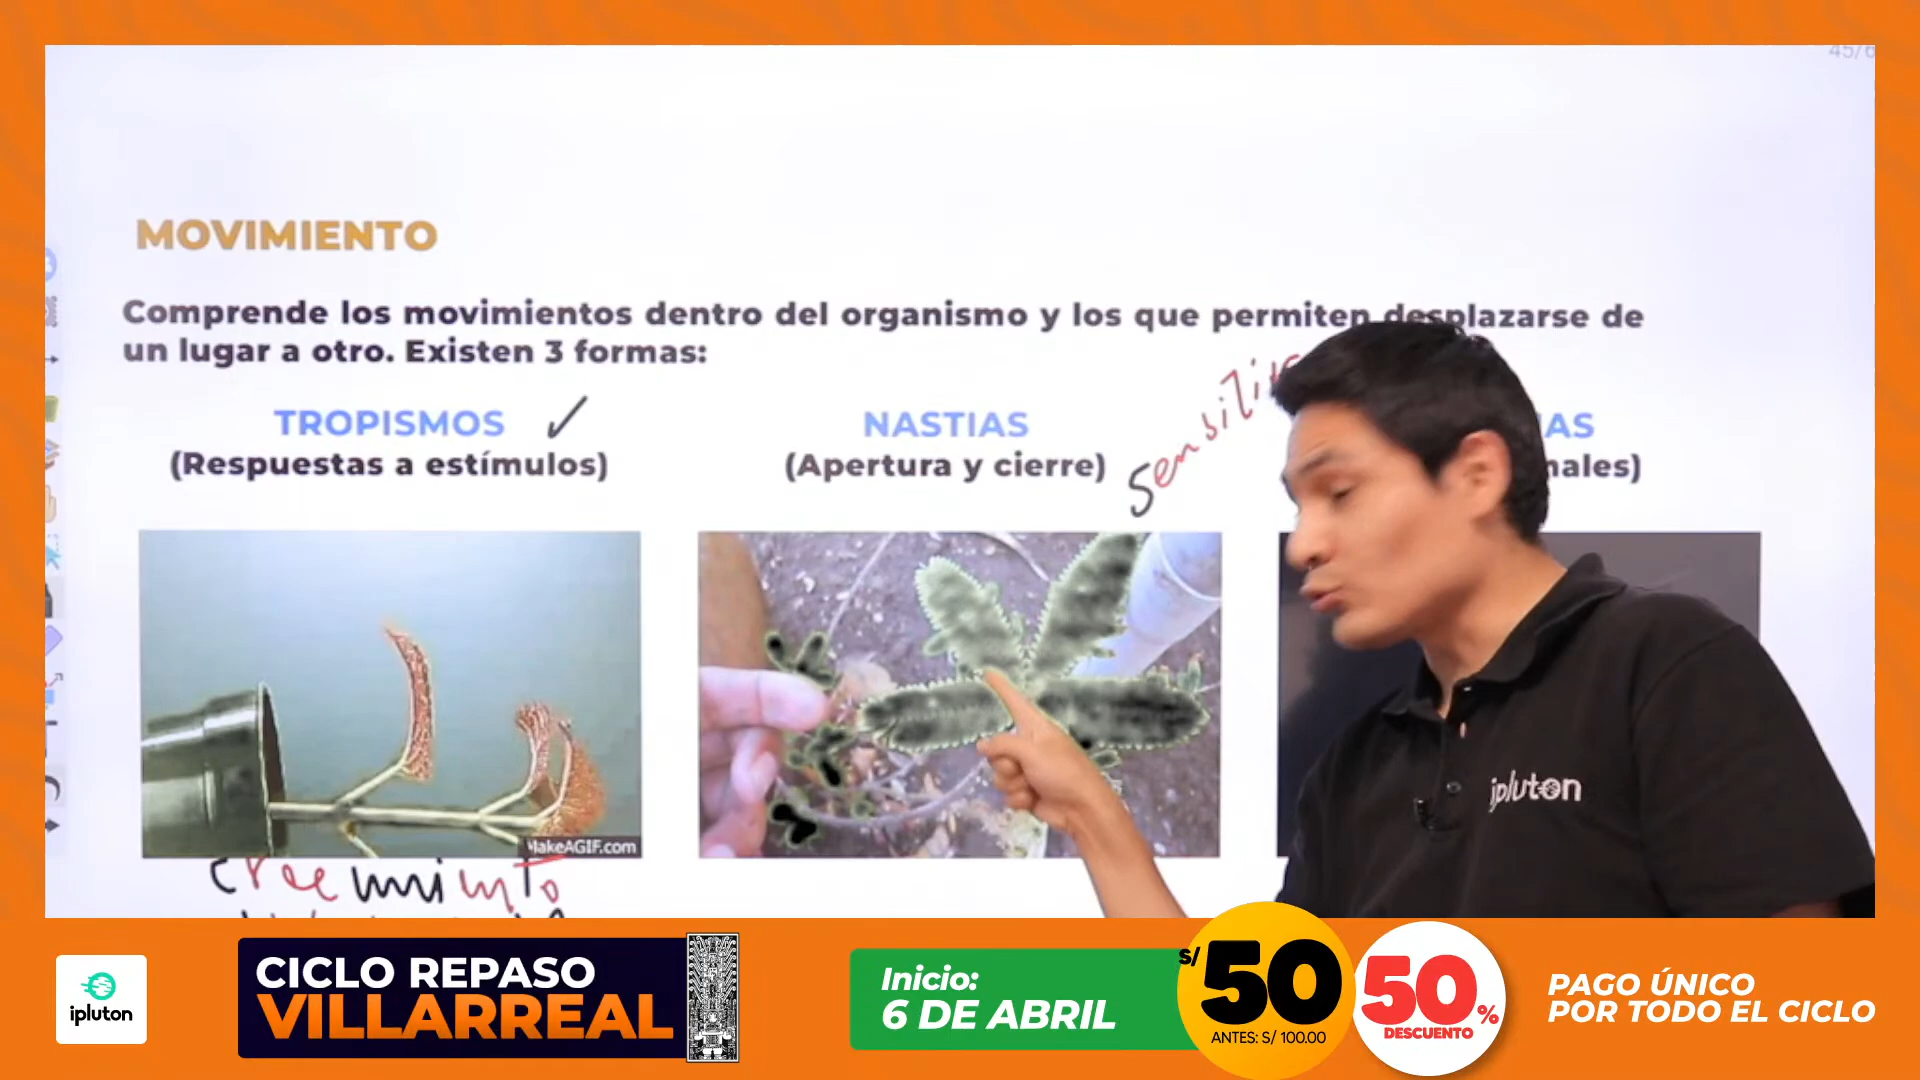 45/6
MOVIMIENTO
Comprende los movimientos dentro del organismo y los que permiten desplazarse de
un lugar a otro. Existen 3 formas:
TROPISMOS
(Respuestas a estímulos)
NASTIAS
(Apertura y cierre)
AS
nales)
MakeAGIF.com
ipluton
ipluton
CICLO REPASO
VILLARREAL
Inicio:
6 DE ABRIL
S/ 50
ANTES: S/ 100.00
50%
DESCUENTO
PAGO ÚNICO
POR TODO EL CICLO